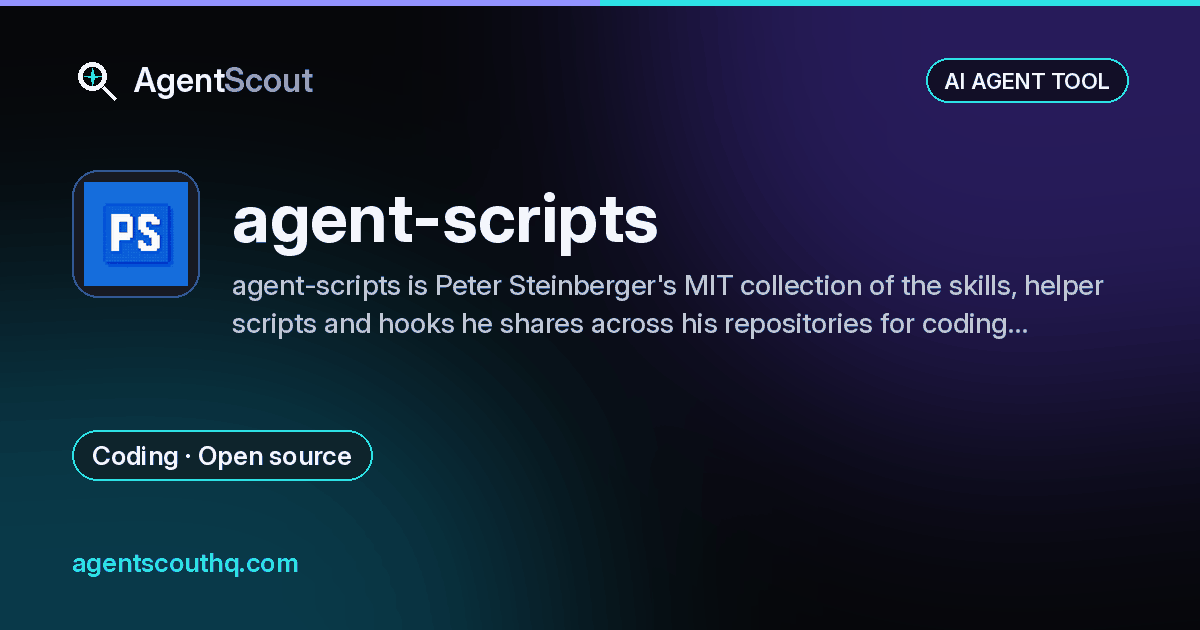 AgentScout
AI AGENT TOOL
PS
agent-scripts
agent-scripts is Peter Steinberger's MIT collection of the skills, helper
scripts and hooks he shares across his repositories for coding...
Coding · Open source
agentscouthq.com